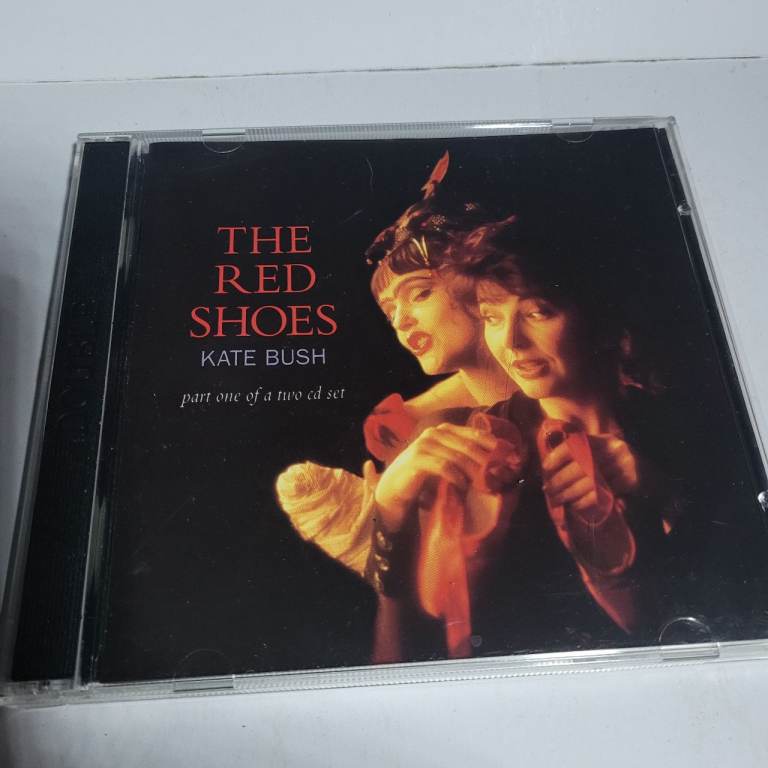 THE
RED
SHOES
KATE BUSH
part one of a two cd set